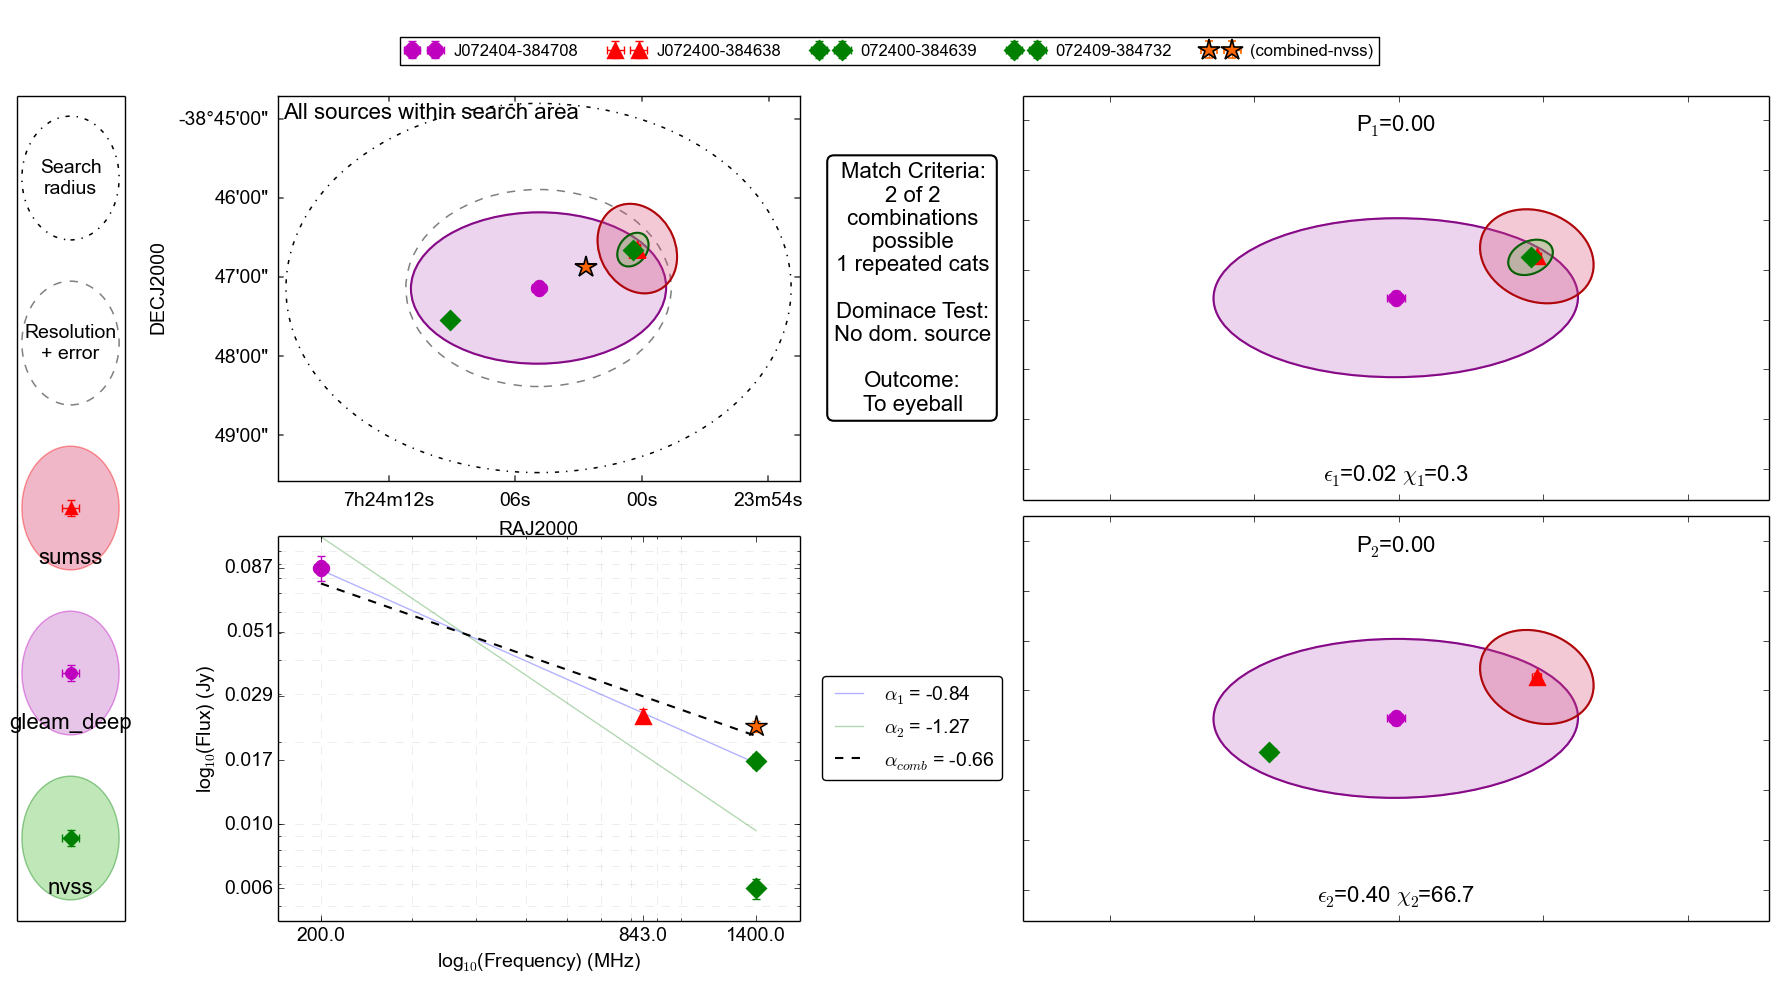 J072404-384708 J072400-384638 072400-384639 072409-384732 (combined-nvss)
Search
radius
Resolution
+ error
sumss
gleam_deep
nvss
All sources within search area
DECJ2000
-38°45'00"
46'00"
47'00"
48'00"
49'00"
7h24m12s 06s 00s 23m54s
RAJ2000
Match Criteria:
2 of 2
combinations
possible
1 repeated cats
Dominace Test:
No dom. source
Outcome:
To eyeball
P₁=0.00
ϵ₁=0.02 χ₁=0.3
P₂=0.00
ϵ₂=0.40 χ₂=66.7
log₁₀(Flux) (Jy)
0.087
0.051
0.029
0.017
0.010
0.006
200.0 843.0 1400.0
log₁₀(Frequency) (MHz)
α₁ = -0.84
α₂ = -1.27
α_comb = -0.66